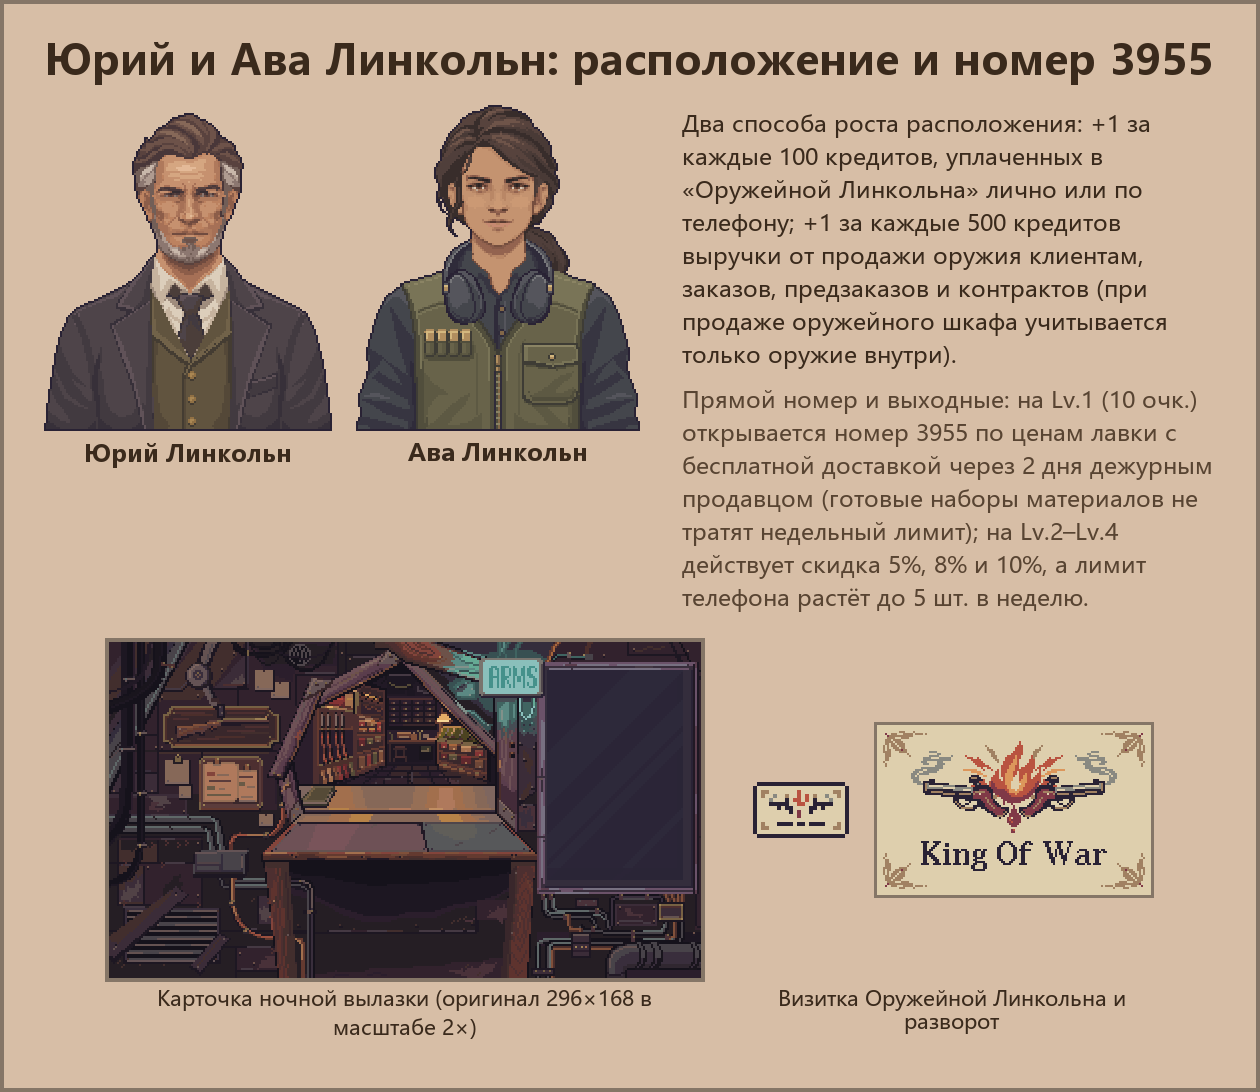 Юрий и Ава Линкольн: расположение и номер 3955
Два способа роста расположения: +1 за
каждые 100 кредитов, уплаченных в
«Оружейной Линкольна» лично или по
телефону; +1 за каждые 500 кредитов
выручки от продажи оружия клиентам,
заказов, предзаказов и контрактов (при
продаже оружейного шкафа учитывается
только оружие внутри).
Прямой номер и выходные: на Lv.1 (10 очк.)
открывается номер 3955 по ценам лавки с
бесплатной доставкой через 2 дня дежурным
продавцом (готовые наборы материалов не
тратят недельный лимит); на Lv.2–Lv.4
действует скидка 5%, 8% и 10%, а лимит
телефона растёт до 5 шт. в неделю.
Юрий Линкольн
Ава Линкольн
ARMS
King Of War
Карточка ночной вылазки (оригинал 296×168 в
масштабе 2×)
Визитка Оружейной Линкольна и
разворот